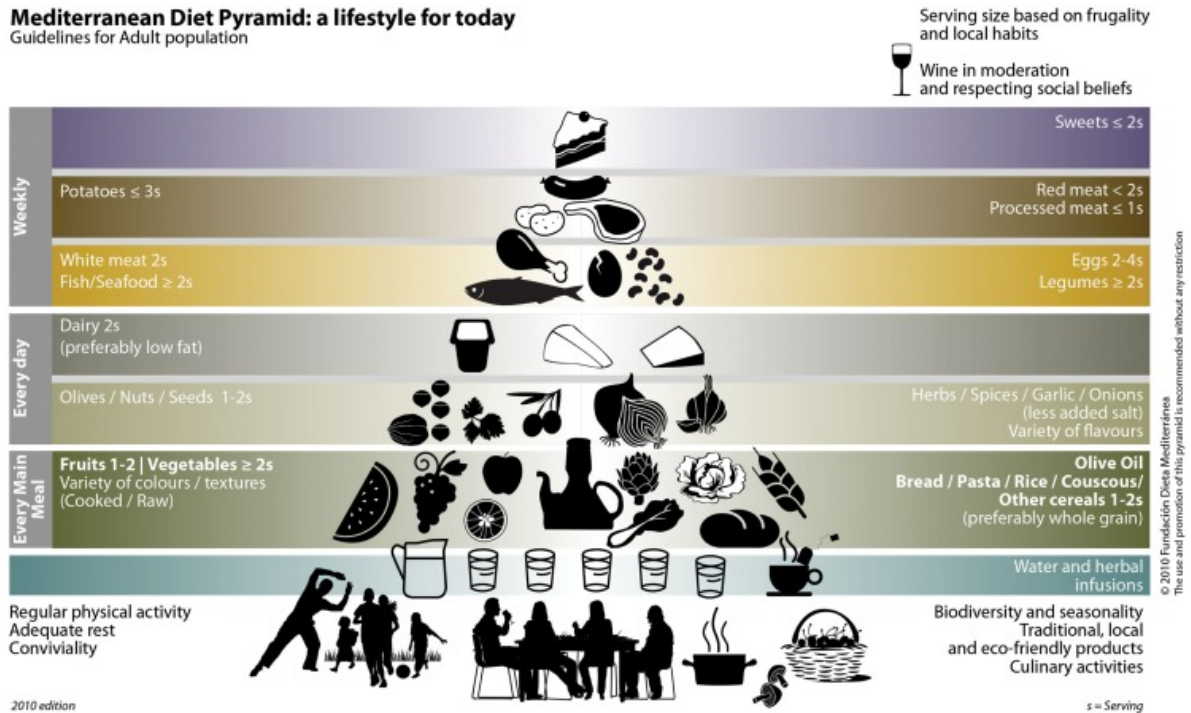 Mediterranean Diet Pyramid: a lifestyle for today
Guidelines for Adult population
Serving size based on frugality
and local habits
Wine in moderation
and respecting social beliefs
Weekly
Sweets ≤ 2s
Potatoes ≤ 3s
Red meat < 2s
Processed meat ≤ 1s
White meat 2s
Fish/Seafood ≥ 2s
Eggs 2-4s
Legumes ≥ 2s
Every day
Dairy 2s
(preferably low fat)
Olives / Nuts / Seeds 1-2s
Herbs / Spices / Garlic / Onions
(less added salt)
Variety of flavours
Every Main
Meal
Fruits 1-2 | Vegetables ≥ 2s
Variety of colours / textures
(Cooked / Raw)
Olive Oil
Bread / Pasta / Rice / Couscous/
Other cereals 1-2s
(preferably whole grain)
Water and herbal
infusions
Regular physical activity
Adequate rest
Conviviality
Biodiversity and seasonality
Traditional, local
and eco-friendly products
Culinary activities
2010 edition
s = Serving
© 2010 Fundación Dieta Mediterránea
The use and promotion of this pyramid is recommended without any restriction